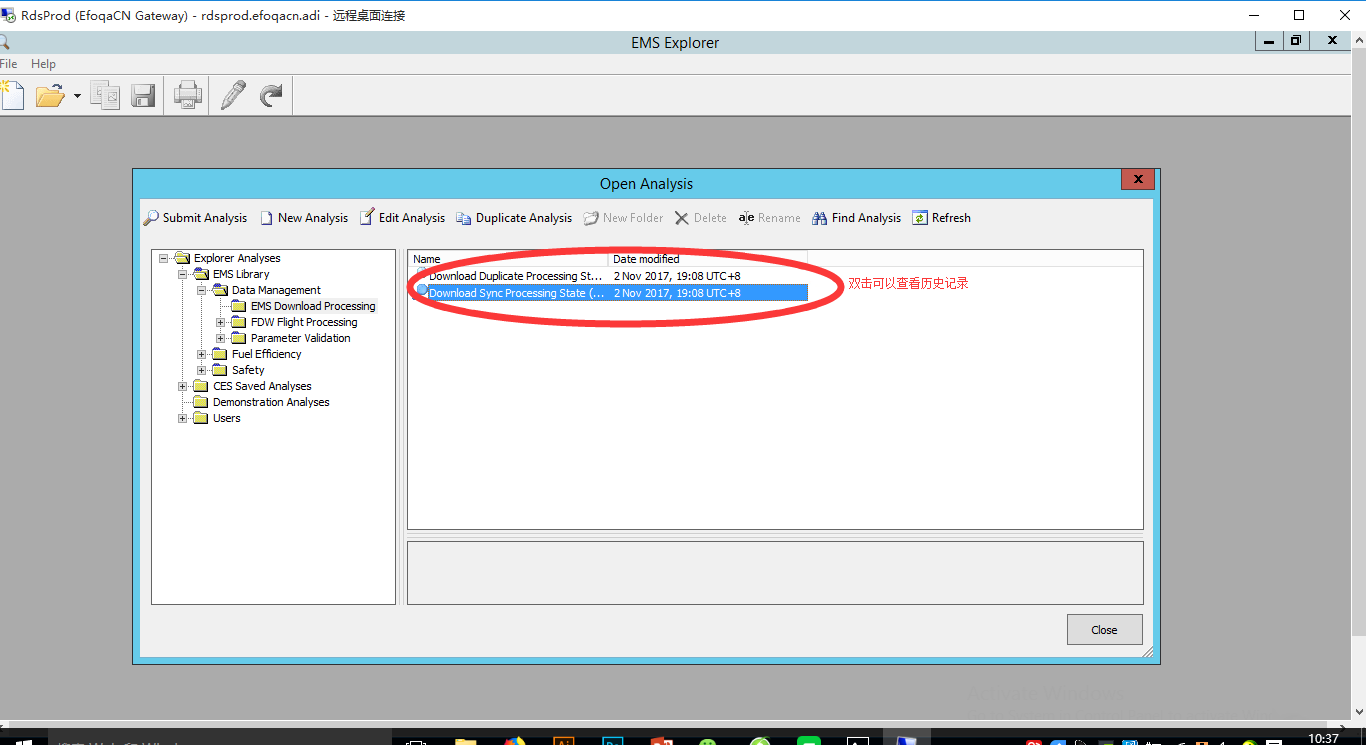 RdsProd (EfoqaCN Gateway) - rdsprod.efoqacn.adi - 远程桌面连接
EMS Explorer
File Help
Open Analysis
Submit Analysis New Analysis Edit Analysis Duplicate Analysis New Folder Delete Rename Find Analysis Refresh
Explorer Analyses
EMS Library
Data Management
EMS Download Processing
FDW Flight Processing
Parameter Validation
Fuel Efficiency
Safety
CES Saved Analyses
Demonstration Analyses
Users
Name Date modified
Download Duplicate Processing St... 2 Nov 2017, 19:08 UTC+8
Download Sync Processing State (... 2 Nov 2017, 19:08 UTC+8
双击可以查看历史记录
Close
10:37